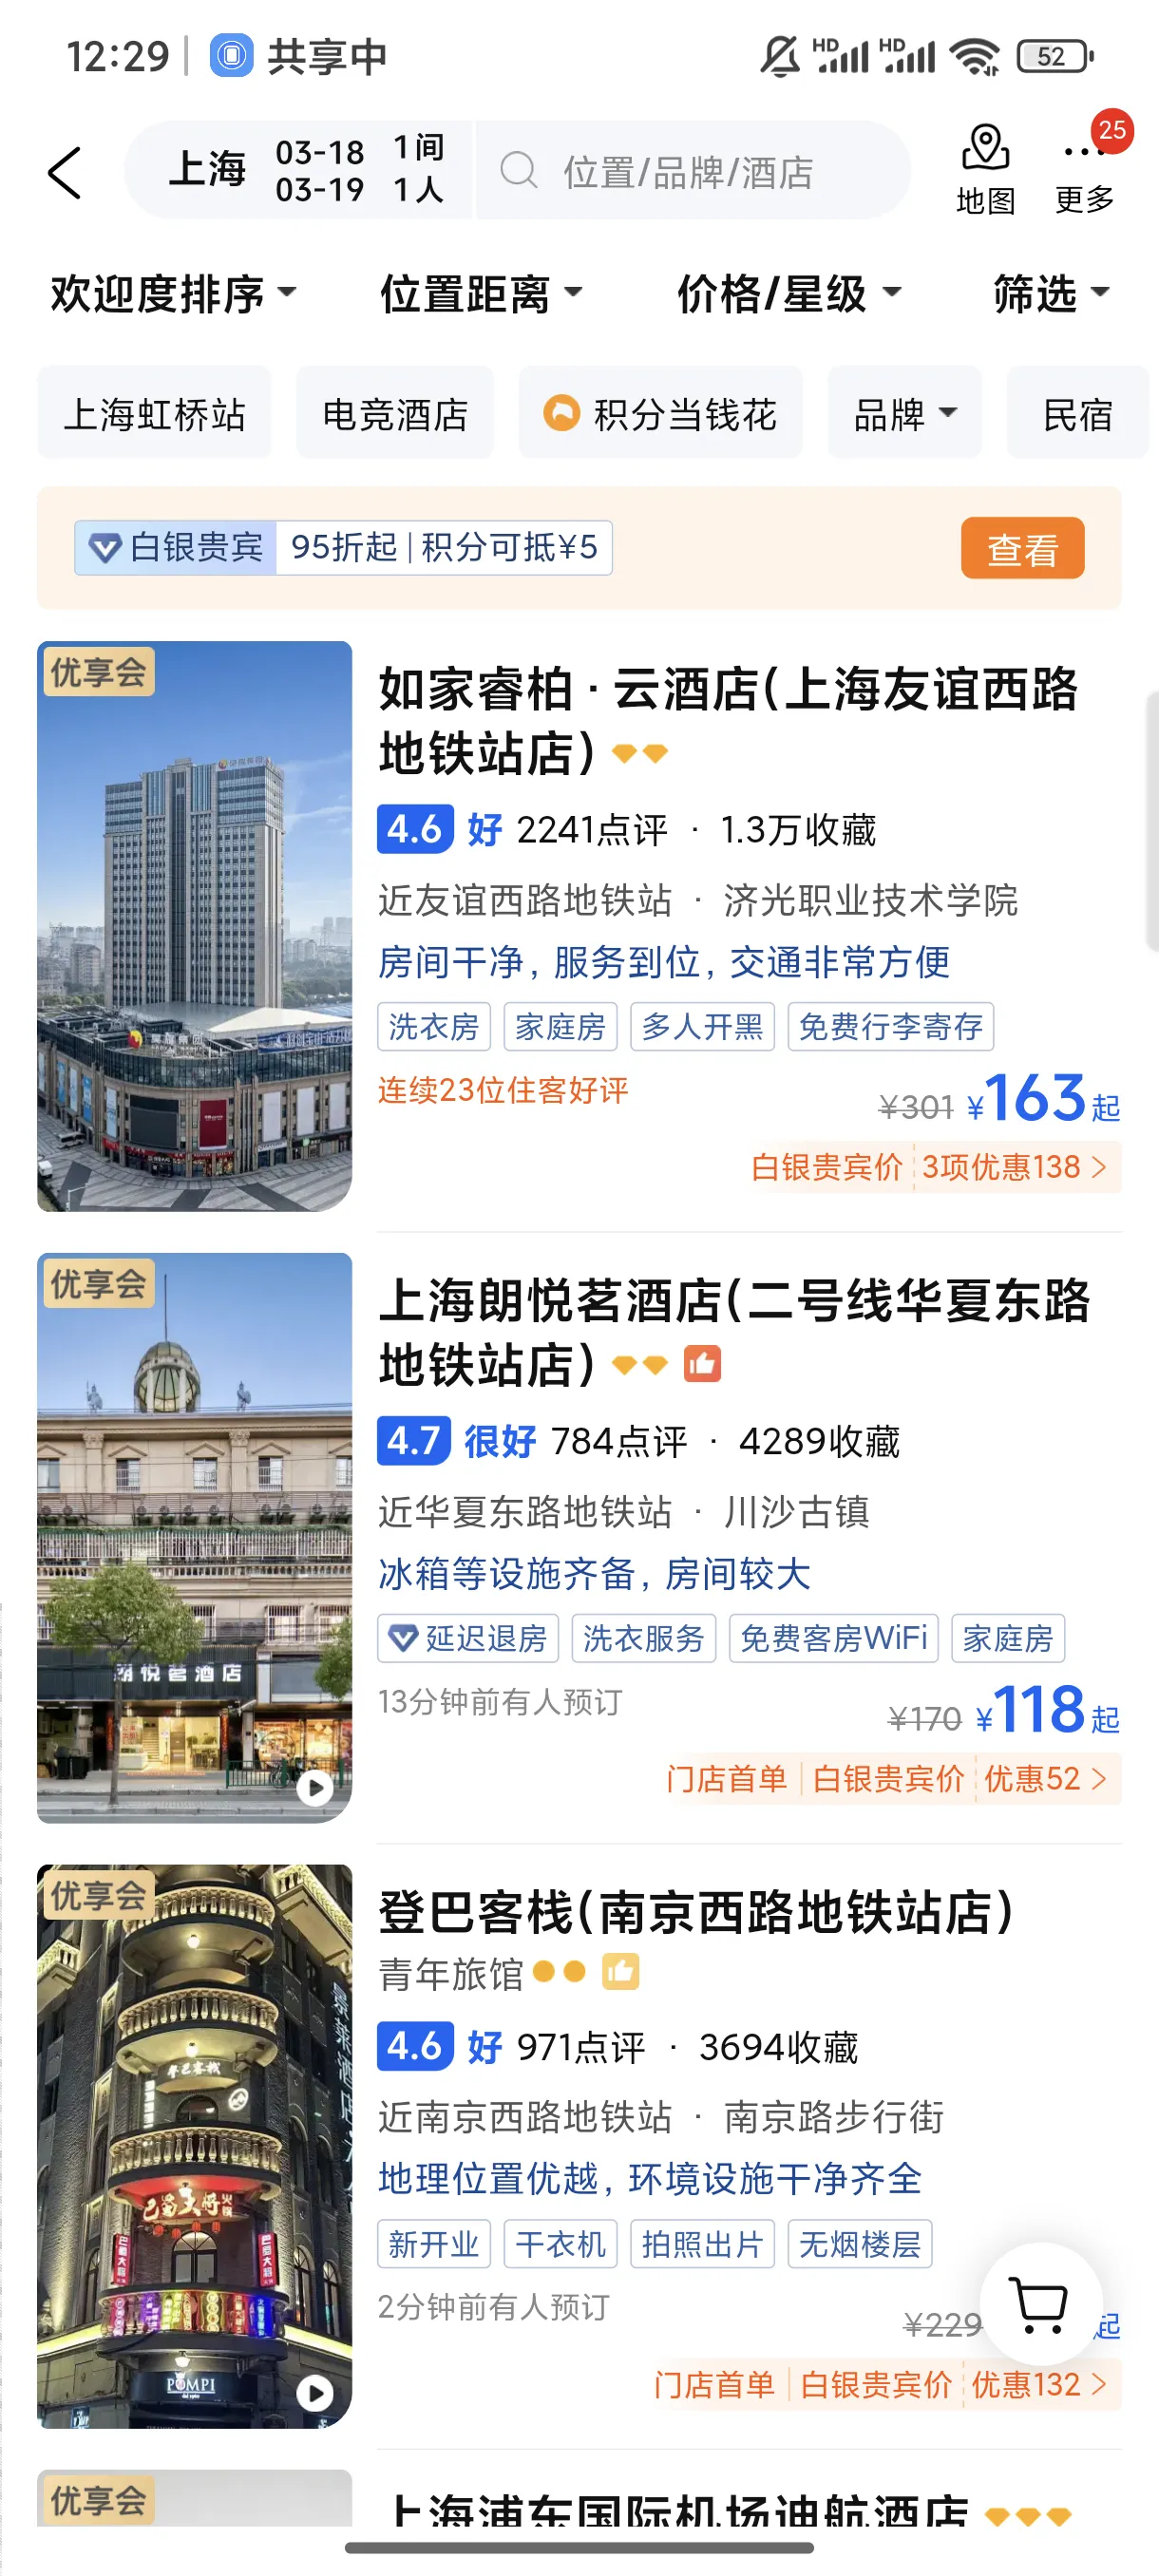 12:29
共享中
HD
HD
52
上海
03-18
03-19
1间
1人
位置/品牌/酒店
地图
25
更多
欢迎度排序
位置距离
价格/星级
筛选
上海虹桥站
电竞酒店
积分当钱花
品牌
民宿
白银贵宾
95折起|积分可抵¥5
查看
优享会
如家睿柏·云酒店(上海友谊西路
地铁站店)
4.6 好 2241点评 · 1.3万收藏
近友谊西路地铁站 · 济光职业技术学院
房间干净, 服务到位, 交通非常方便
洗衣房
家庭房
多人开黑
免费行李寄存
连续23位住客好评
¥301 ¥163起
白银贵宾价 3项优惠138 >
优享会
上海朗悦茗酒店(二号线华夏东路
地铁站店)
4.7 很好 784点评 · 4289收藏
近华夏东路地铁站 · 川沙古镇
冰箱等设施齐备, 房间较大
延迟退房
洗衣服务
免费客房WiFi
家庭房
朗悦茗酒店
13分钟前有人预订
¥170 ¥118起
门店首单 白银贵宾价 优惠52 >
优享会
登巴客栈(南京西路地铁站店)
青年旅馆
4.6 好 971点评 · 3694收藏
近南京西路地铁站 · 南京路步行街
地理位置优越, 环境设施干净齐全
巴蜀王将火锅
新开业
干衣机
拍照出片
无烟楼层
2分钟前有人预订
¥229
起
POMPI
门店首单 白银贵宾价 优惠132 >
优享会
上海浦东国际机场迪航酒店